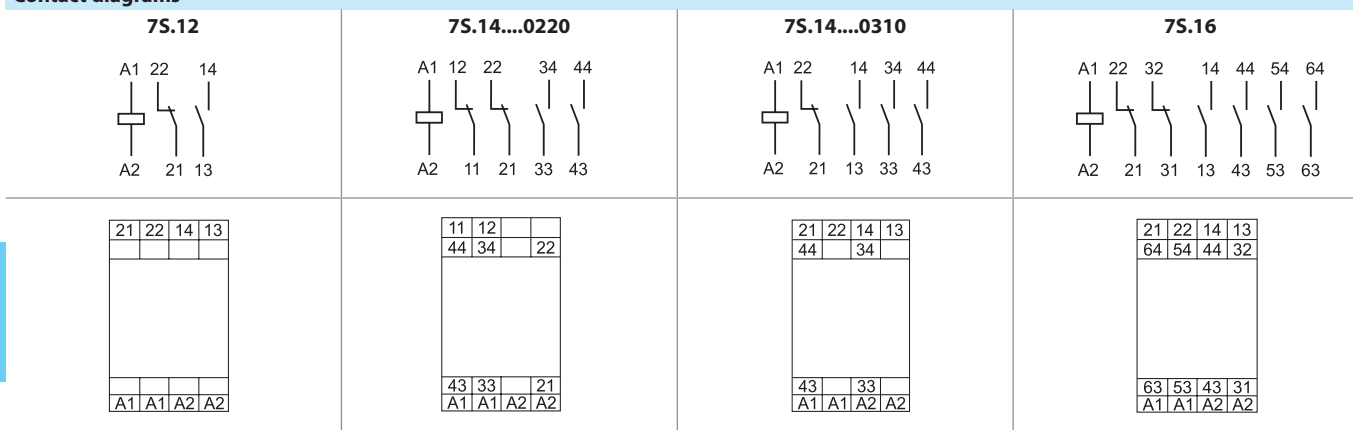 Contact diagrams
7S.12
7S.14....0220
7S.14....0310
7S.16
A1 22 14
A2 21 13
A1 12 22 34 44
A2 11 21 33 43
A1 22 14 34 44
A2 21 13 33 43
A1 22 32 14 44 54 64
A2 21 31 13 43 53 63
21 22 14 13
A1 A1 A2 A2
11 12
44 34 22
43 33 21
A1 A1 A2 A2
21 22 14 13
44 34
43 33
A1 A1 A2 A2
21 22 14 13
64 54 44 32
63 53 43 31
A1 A1 A2 A2